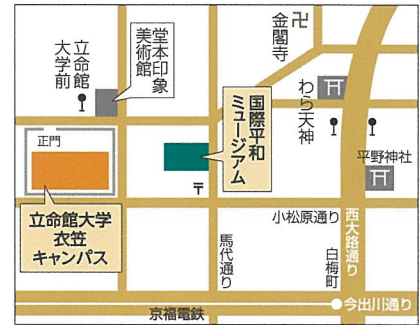 立命館
大学前
堂本印象
美術館
卍
金閣寺
わら天神
正門
国際平和
ミュージアム
平野神社
〒
立命館大学
衣笠
キャンパス
馬代通り
小松原通り
西大路通り
白梅町
今出川通り
京福電鉄